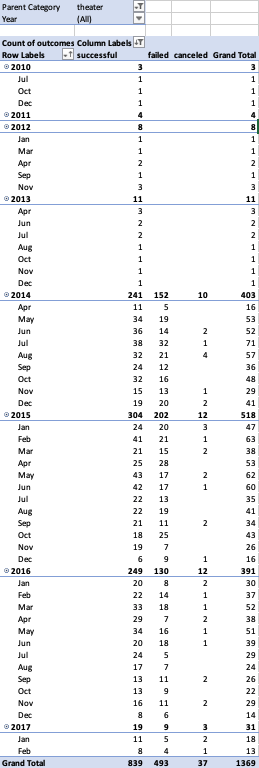 Parent Category theater
Year (All)
Count of outcomes Column Labels
Row Labels successful failed canceled Grand Total
2010 3 3
Jul 1 1
Oct 1 1
Dec 1 1
2011 4 4
2012 8 8
Jan 1 1
Mar 1 1
Apr 2 2
Sep 1 1
Nov 3 3
2013 11 11
Apr 3 3
Jun 2 2
Jul 2 2
Aug 1 1
Oct 1 1
Nov 1 1
Dec 1 1
2014 241 152 10 403
Apr 11 5 16
May 34 19 53
Jun 36 14 2 52
Jul 38 32 1 71
Aug 32 21 4 57
Sep 24 12 36
Oct 32 16 48
Nov 15 13 1 29
Dec 19 20 2 41
2015 304 202 12 518
Jan 24 20 3 47
Feb 41 21 1 63
Mar 21 15 2 38
Apr 25 28 53
May 43 17 2 62
Jun 42 17 1 60
Jul 22 13 35
Aug 22 19 41
Sep 21 11 2 34
Oct 18 25 43
Nov 19 7 26
Dec 6 9 1 16
2016 249 130 12 391
Jan 20 8 2 30
Feb 22 14 1 37
Mar 33 18 1 52
Apr 29 7 2 38
May 34 16 1 51
Jun 20 18 1 39
Jul 24 5 29
Aug 17 7 24
Sep 13 11 2 26
Oct 13 9 22
Nov 16 11 2 29
Dec 8 6 14
2017 19 9 3 31
Jan 11 5 2 18
Feb 8 4 1 13
Grand Total 839 493 37 1369